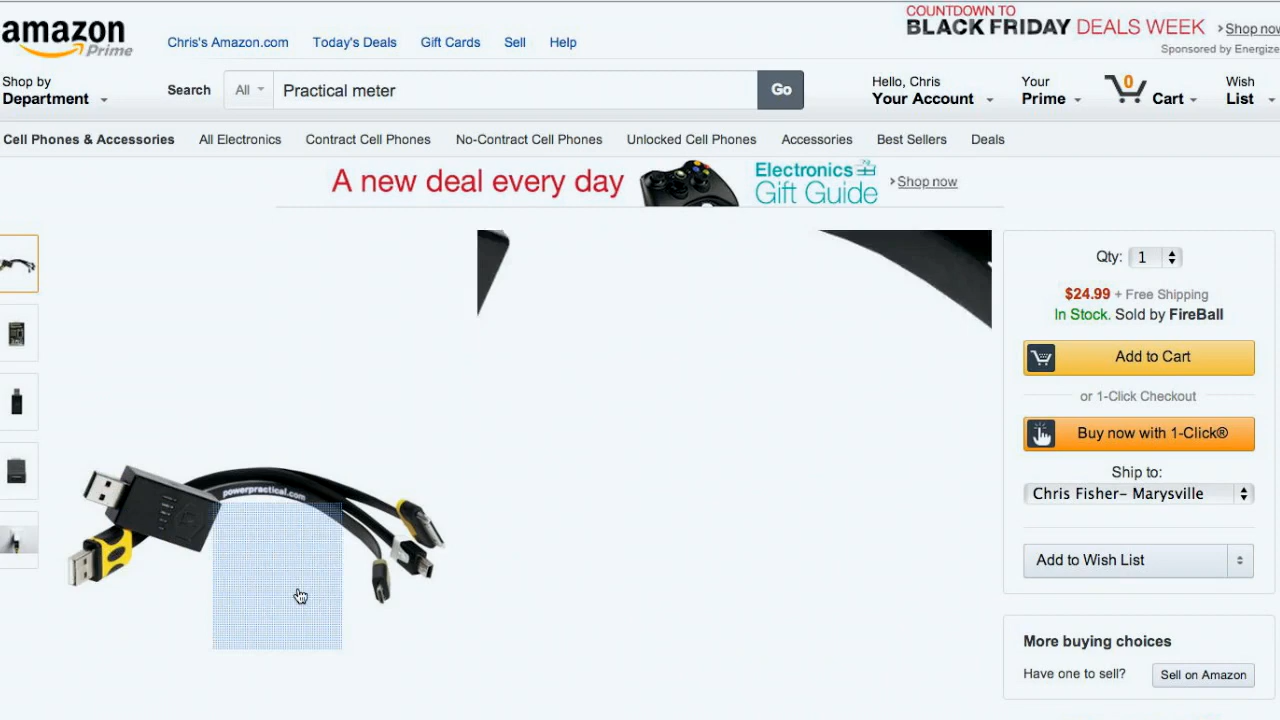 amazon
Prime
Chris's Amazon.com
Today's Deals
Gift Cards
Sell
Help
COUNTDOWN TO
BLACK FRIDAY DEALS WEEK
Shop now
Sponsored by Energize
Shop by
Department
Search
All
Practical meter
Go
Hello, Chris
Your Account
Your
Prime
0
Cart
Wish
List
Cell Phones & Accessories
All Electronics
Contract Cell Phones
No-Contract Cell Phones
Unlocked Cell Phones
Accessories
Best Sellers
Deals
A new deal every day
Electronics
Gift Guide
Shop now
Qty: 1
$24.99 + Free Shipping
In Stock. Sold by FireBall
Add to Cart
or 1-Click Checkout
Buy now with 1-Click®
Ship to:
Chris Fisher- Marysville
Add to Wish List
powerpractical.com
More buying choices
Have one to sell?
Sell on Amazon